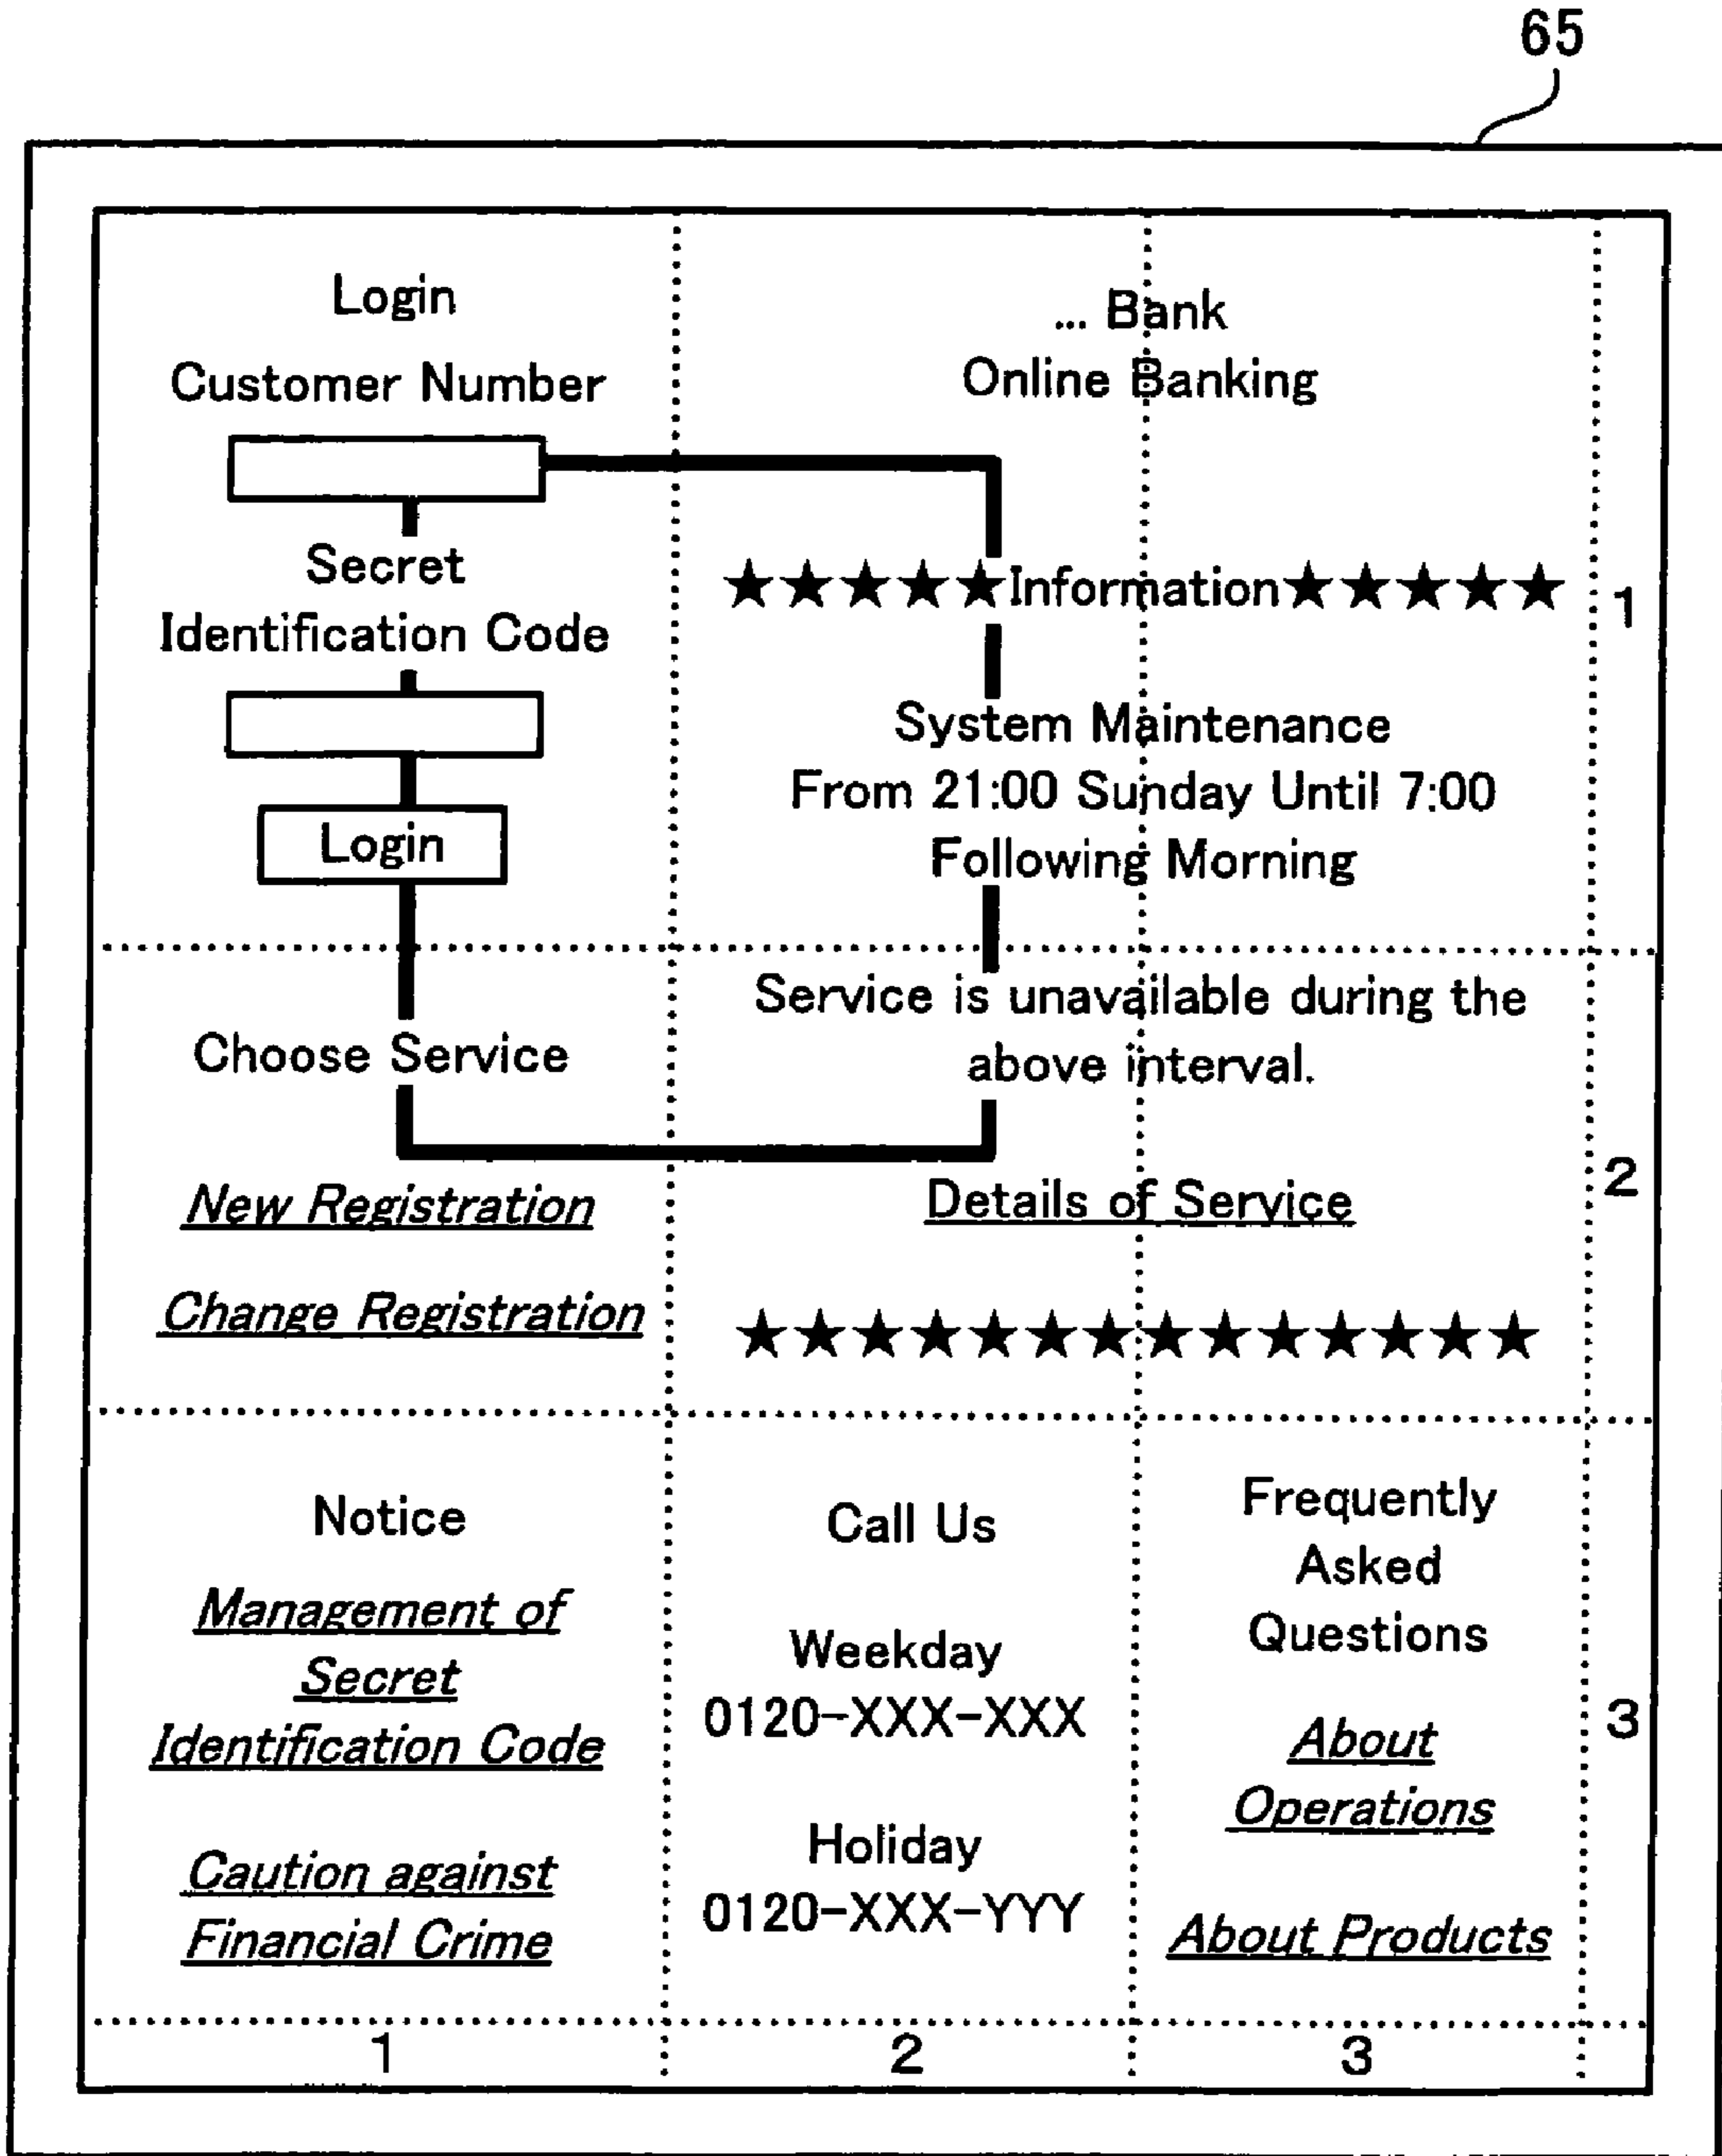 65
Login
Customer Number
Secret
Identification Code
Login
... Bank
Online Banking
★★★★★Information★★★★★
System Maintenance
From 21:00 Sunday Until 7:00
Following Morning
1
Choose Service
New Registration
Change Registration
Service is unavailable during the
above interval.
Details of Service
★★★★★★★★★★★★★★
2
Notice
Management of
Secret
Identification Code
Caution against
Financial Crime
Call Us
Weekday
0120-XXX-XXX
Holiday
0120-XXX-YYY
Frequently
Asked
Questions
About
Operations
About Products
3
1
2
3